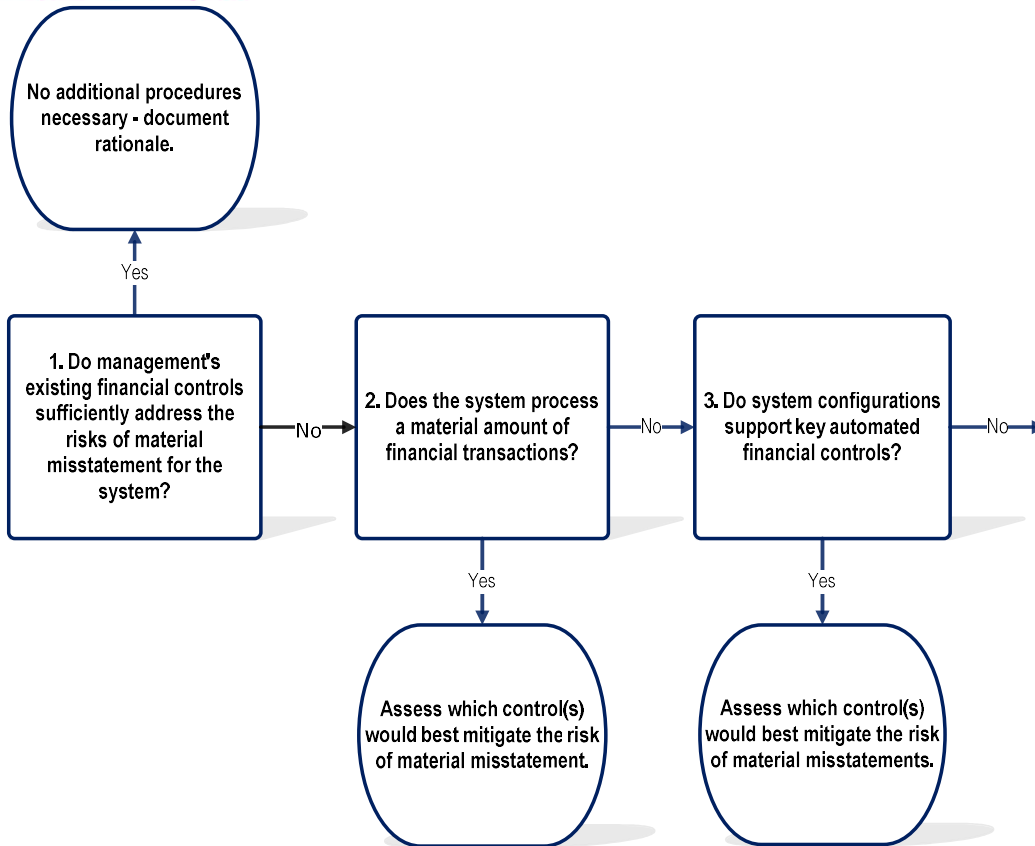 No additional procedures
necessary - document
rationale.
Yes
1. Do management's
existing financial controls
sufficiently address the
risks of material
misstatement for the
system?
No
2. Does the system process
a material amount of
financial transactions?
No
3. Do system configurations
support key automated
financial controls?
No
Yes
Yes
Assess which control(s)
would best mitigate the risk
of material misstatement.
Assess which control(s)
would best mitigate the risk
of material misstatements.